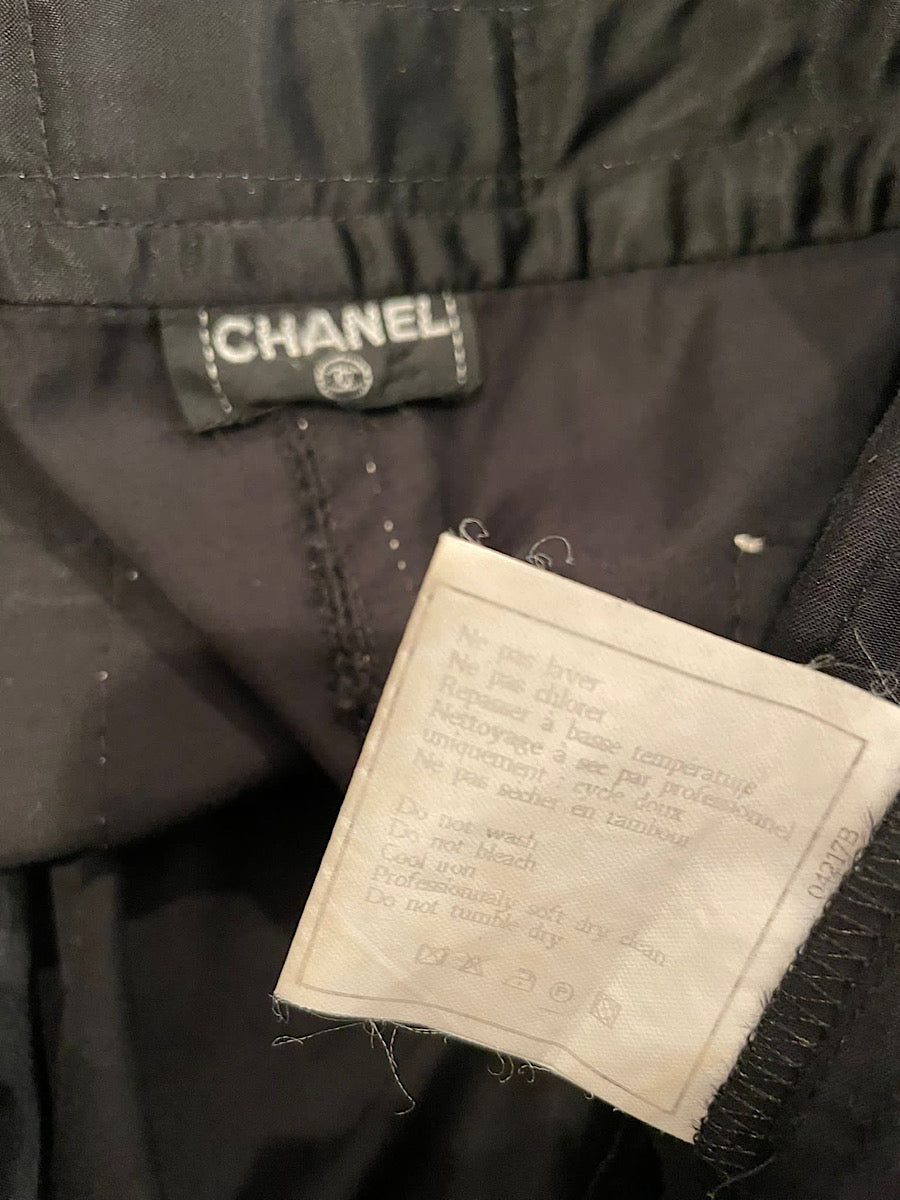 CHANEL
Ne pas laver
Ne pas chlorer
Repasser à basse température
Nettoyage à sec par professionnel
uniquement - cycle doux
Ne pas sécher en tambour
Do not wash
Do not bleach
Cool iron
Professionnaly soft dry clean
Do not tumble dry
P
04217B